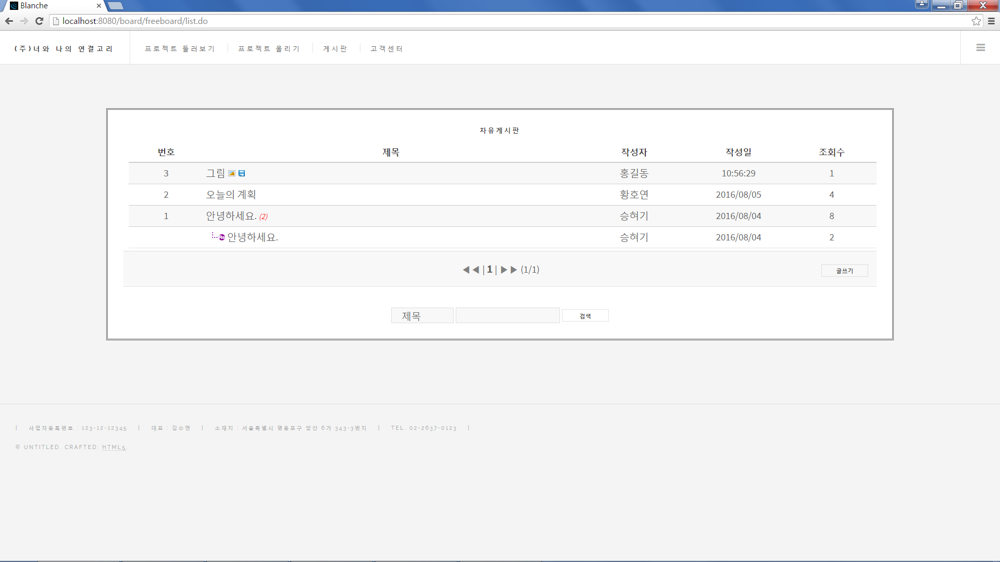 Blanche
localhost:8080/board/freeboard/list.do
(주)너와 나의 연결고리 프로젝트 둘러보기 프로젝트 올리기 게시판 고객센터
자유게시판
번호 제목 작성자 작성일 조회수
3 그림 홍길동 10:56:29 1
2 오늘의 계획 황호연 2016/08/05 4
1 안녕하세요. (2) 승혀기 2016/08/04 8
Re 안녕하세요. 승혀기 2016/08/04 2
◀ ◀ | 1 | ▶ ▶ (1/1) 글쓰기
제목 검색
| 사업자등록번호 : 123-12-12345 | 대표 : 김수연 | 소재지 : 서울특별시 영등포구 당산 6가 343-3번지 | TEL. 02-2637-0123 |
© UNTITLED. CRAFTED: HTML5.